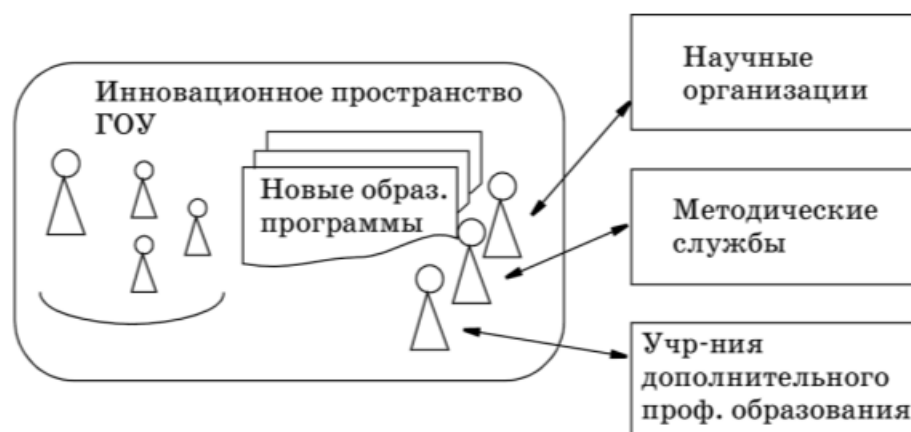 Инновационное пространство
ГОУ
Новые образ.
программы
Научные
организации
Методические
службы
Учр-ния
дополнительного
проф. образования